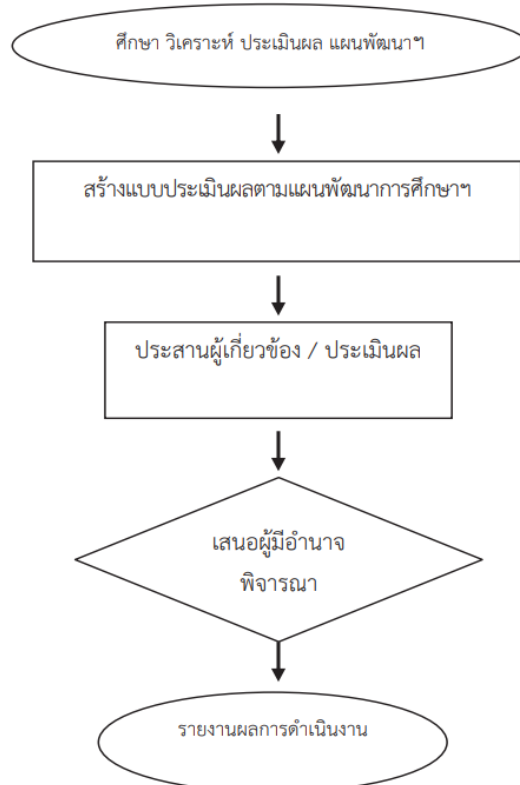 ศึกษา วิเคราะห์ ประเมินผล แผนพัฒนาฯ
สร้างแบบประเมินผลตามแผนพัฒนาการศึกษาฯ
ประสานผู้เกี่ยวข้อง / ประเมินผล
เสนอผู้มีอำนาจ
พิจารณา
รายงานผลการดำเนินงาน